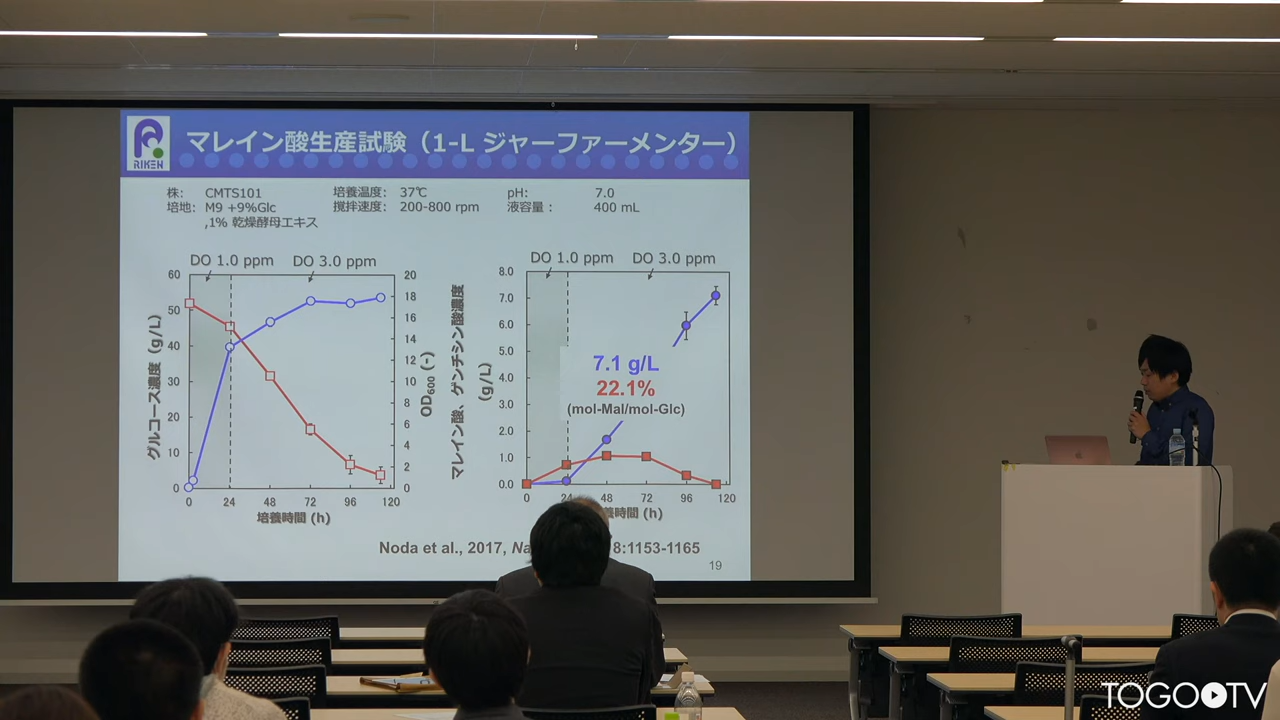 RIKEN
マレイン酸生産試験（1-L ジャーファーメンター）
株: CMTS101 培養温度: 37℃ pH: 7.0
培地: M9 +9%Glc 撹拌速度: 200-800 rpm 液容量： 400 mL
,1% 乾燥酵母エキス
DO 1.0 ppm DO 3.0 ppm
グルコース濃度（g/L）
60
50
40
30
20
10
0
20
18
16
14
12
10
8
6
4
2
0
OD600 (-)
0 24 48 72 96 120
培養時間 (h)
DO 1.0 ppm DO 3.0 ppm
マレイン酸、ゲンチシン酸濃度
(g/L)
8.0
7.0
6.0
5.0
4.0
3.0
2.0
1.0
0.0
7.1 g/L
22.1%
(mol-Mal/mol-Glc)
0 24 48 72 96 120
時間 (h)
Noda et al., 2017, 8:1153-1165
19
TOGOTV